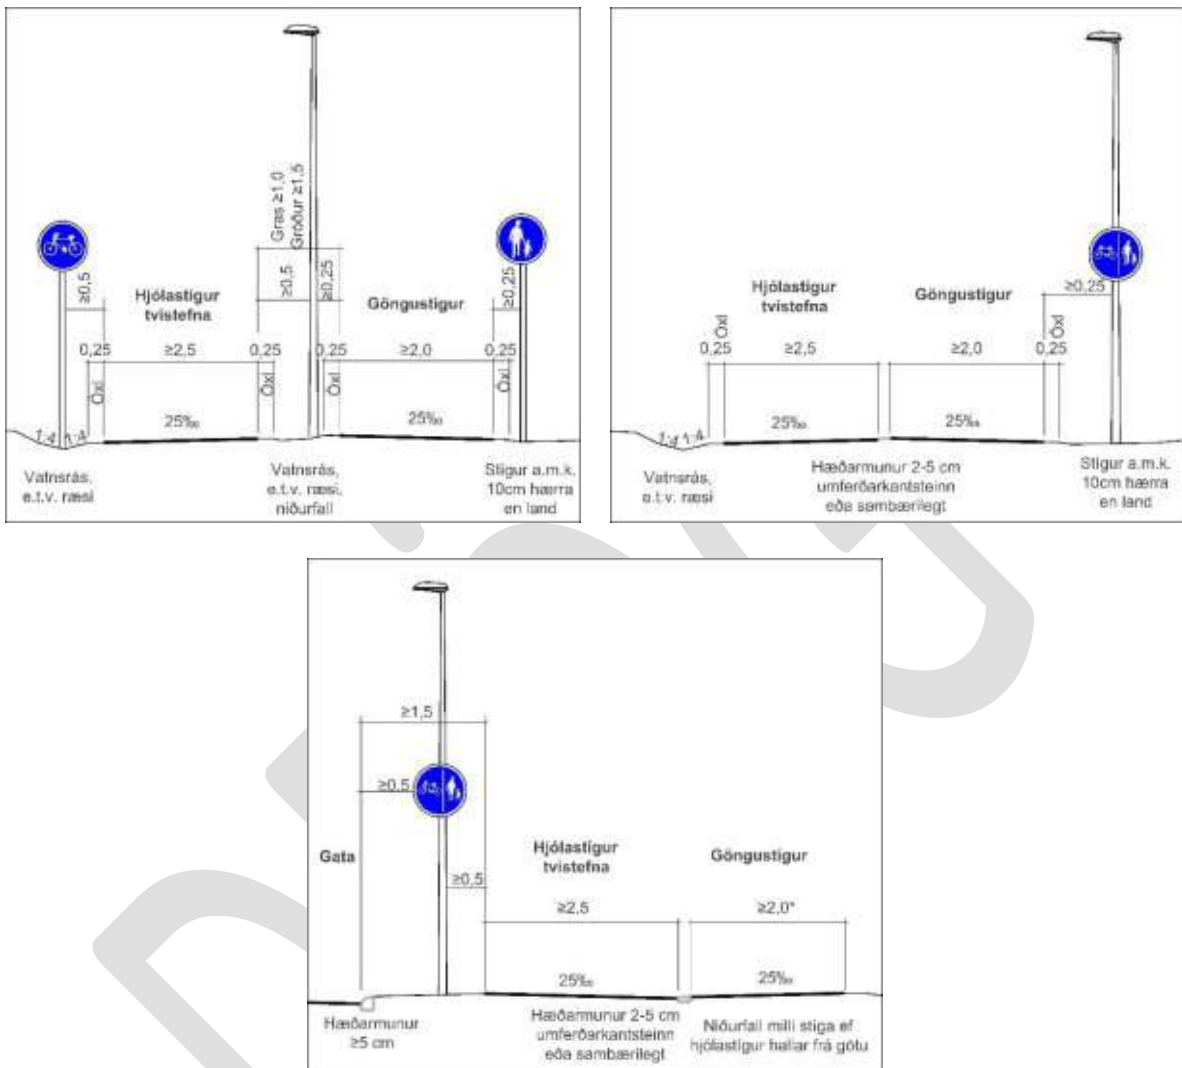 Gras ≥1,0
Gróður ≥1,5
≥0,5
≥0,5
≥0,25
≥0,25
Hjólastígur
tvístefna
Göngustígur
0,25
≥2,5
0,25
0,25
≥2,0
0,25
Öxl
Öxl
Öxl
Öxl
25‰
25‰
1:4
1:4
Vatnsrás,
e.t.v. ræsi
Vatnsrás,
e.t.v. ræsi,
niðurfall
Stígur a.m.k.
10cm hærra
en land
Hjólastígur
tvístefna
Göngustígur
≥0,25
Öxl
Öxl
0,25
≥2,5
≥2,0
0,25
25‰
25‰
1:4
1:4
Vatnsrás,
e.t.v. ræsi
Hæðarmunur 2-5 cm
umferðarkantsteinn
eða sambærilegt
Stígur a.m.k.
10cm hærra
en land
≥1,5
≥0,5
Gata
Hjólastígur
tvístefna
Göngustígur
≥0,5
≥2,5
≥2,0*
25‰
25‰
Hæðarmunur
≥5 cm
Hæðarmunur 2-5 cm
umferðarkantsteinn
eða sambærilegt
Niðurfall milli stíga ef
hjólastígur hallar frá götu